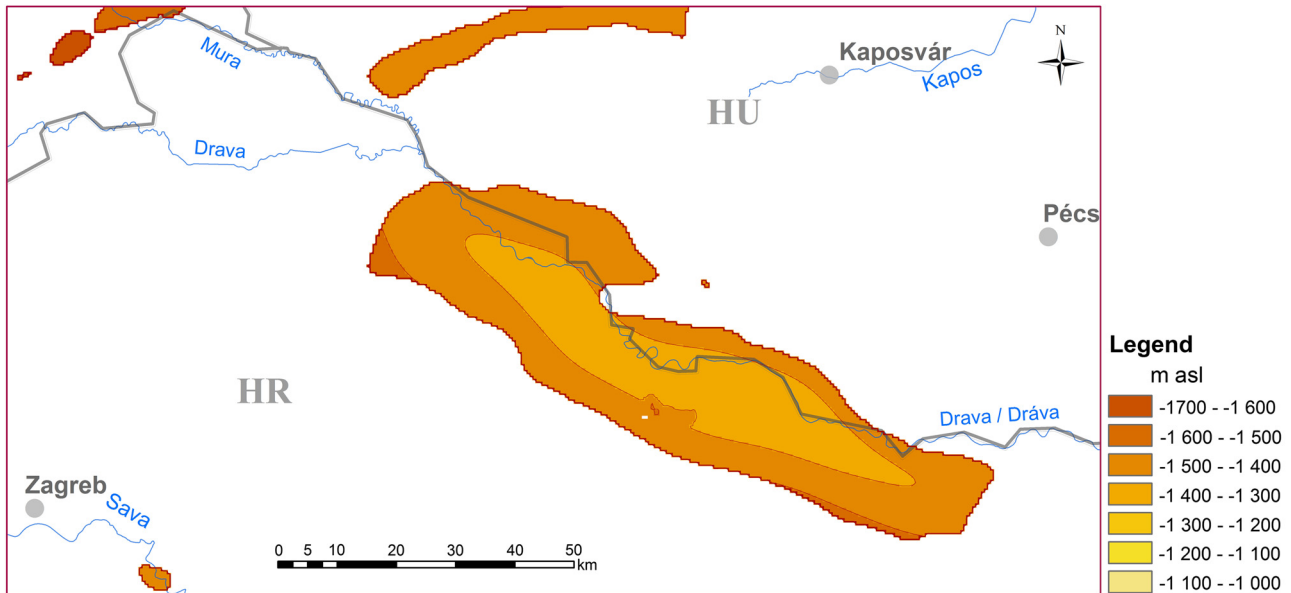 N
Mura
Kaposvár
Kapos
HU
Drava
Pécs
HR
Drava / Dráva
Zagreb
Sava
0 5 10 20 30 40 50
km
Legend
m asl
-1700 - -1 600
-1 600 - -1 500
-1 500 - -1 400
-1 400 - -1 300
-1 300 - -1 200
-1 200 - -1 100
-1 100 - -1 000